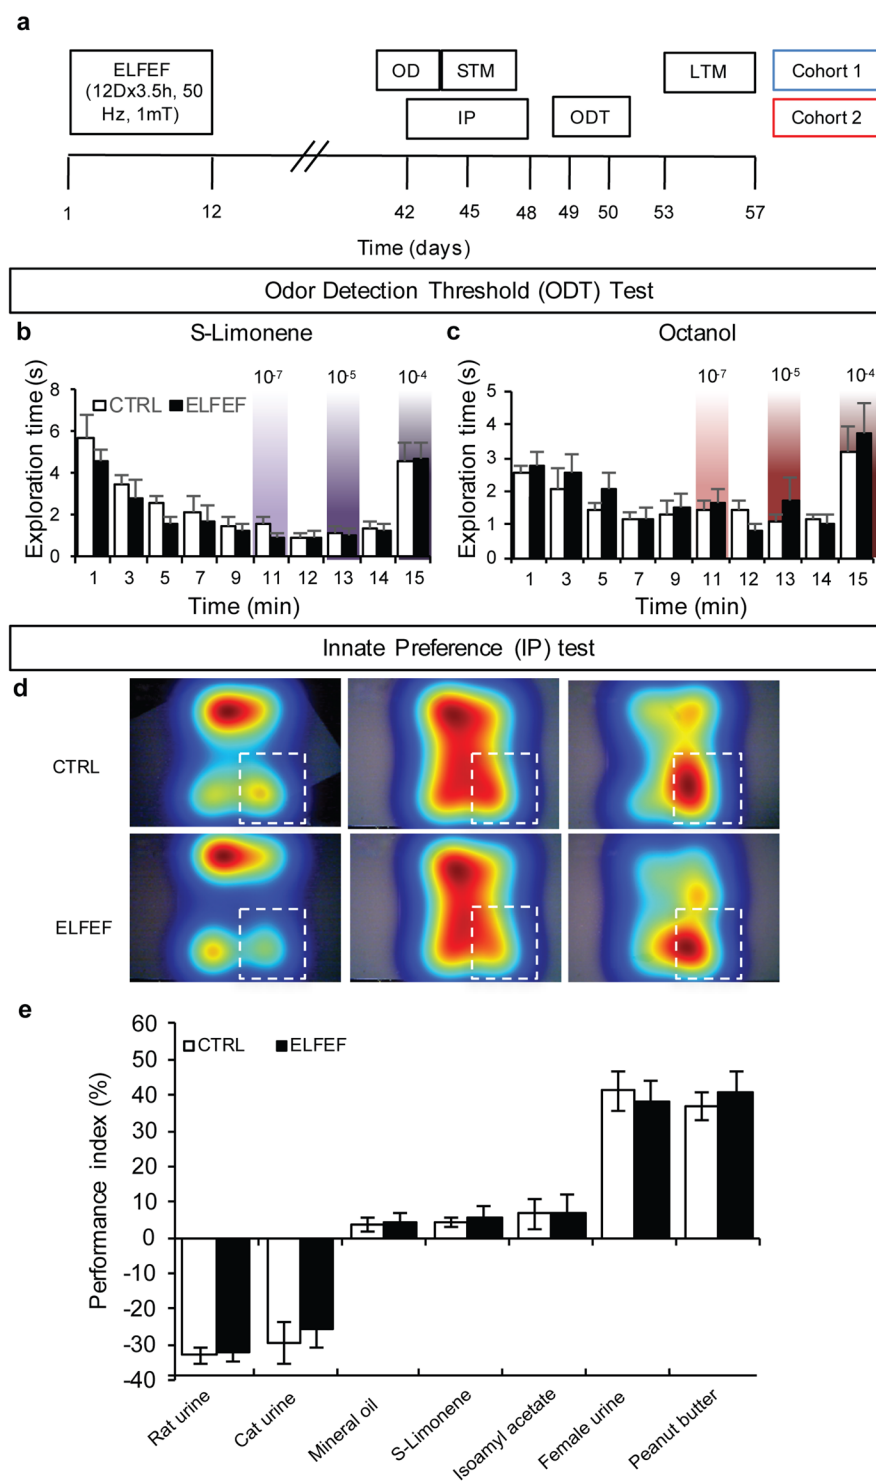 a
ELFEF
(12Dx3.5h, 50
Hz, 1mT)
OD
STM
LTM
Cohort 1
IP
ODT
Cohort 2
1
12
42
45
48
49
50
53
57
Time (days)
Odor Detection Threshold (ODT) Test
b
S-Limonene
Exploration time (s)
CTRL
ELFEF
10-7
10-5
10-4
8
6
4
2
0
1
3
5
7
9
11
12
13
14
15
Time (min)
c
Octanol
Exploration time (s)
10-7
10-5
10-4
5
4
3
2
1
0
1
3
5
7
9
11
12
13
14
15
Time (min)
Innate Preference (IP) test
d
CTRL
ELFEF
e
CTRL
ELFEF
Performance index (%)
60
50
40
30
20
10
0
-10
-20
-30
-40
Rat urine
Cat urine
Mineral oil
S-Limonene
Isoamyl acetate
Female urine
Peanut butter